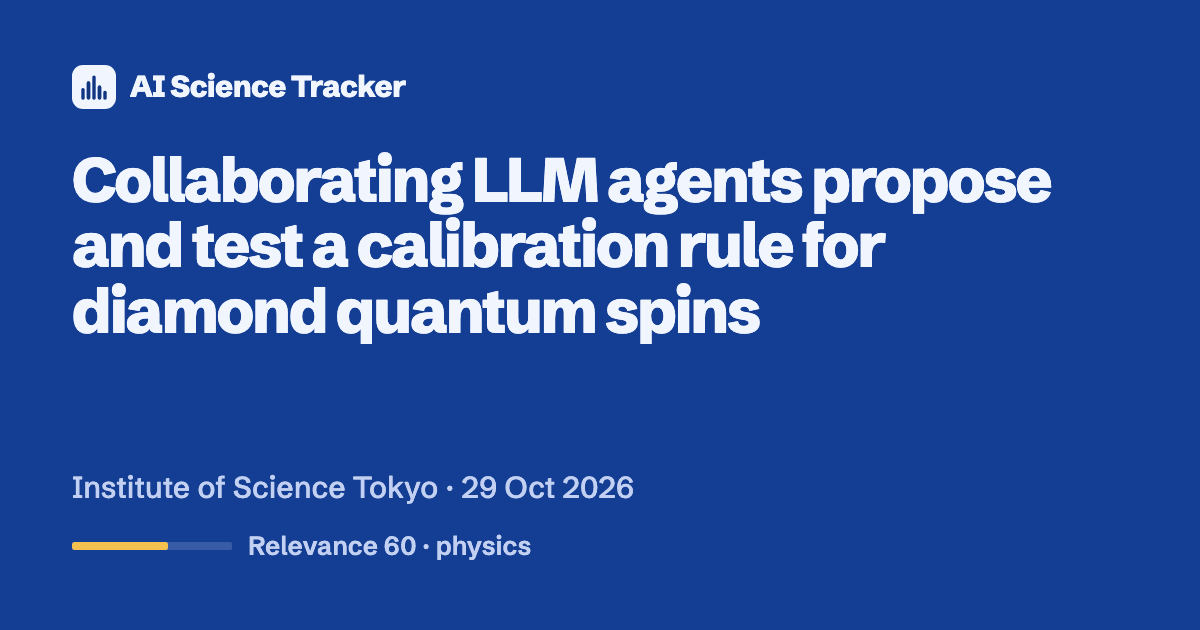 AI Science Tracker
Collaborating LLM agents propose
and test a calibration rule for
diamond quantum spins
Institute of Science Tokyo · 29 Oct 2026
Relevance 60 · physics